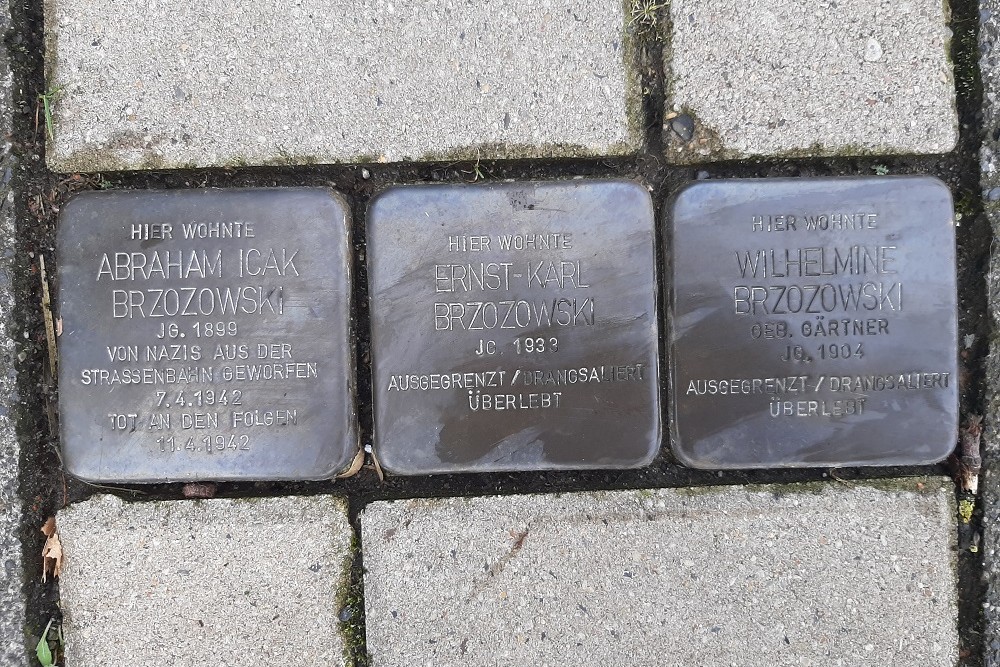 HIER WOHNTE
ABRAHAM ICAK
BRZOZOWSKI
JG. 1899
VON NAZIS AUS DER
STRASSENBAHN GEWORFEN
7.4.1942
TOT AN DEN FOLGEN
11.4.1942
HIER WOHNTE
ERNST-KARL
BRZOZOWSKI
JG. 1933
AUSGEGRENZT / DRANGSALIERT
ÜBERLEBT
HIER WOHNTE
WILHELMINE
BRZOZOWSKI
GEB. GÄRTNER
JG. 1904
AUSGEGRENZT / DRANGSALIERT
ÜBERLEBT